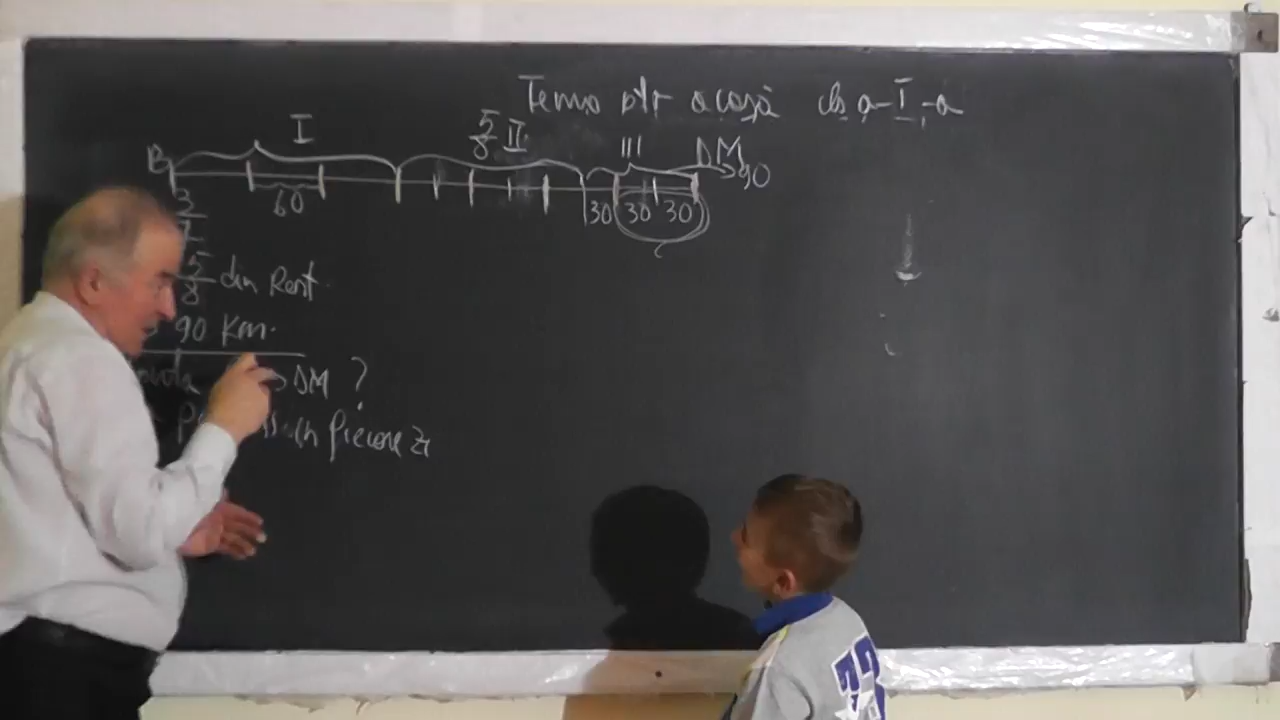 Tema ptr acasă cls a-I-a
I 5/8 II III DM
B 90
60 30 30 30
3
5/8 din Rest.
90 Km.
DM ?
în fiecare zi